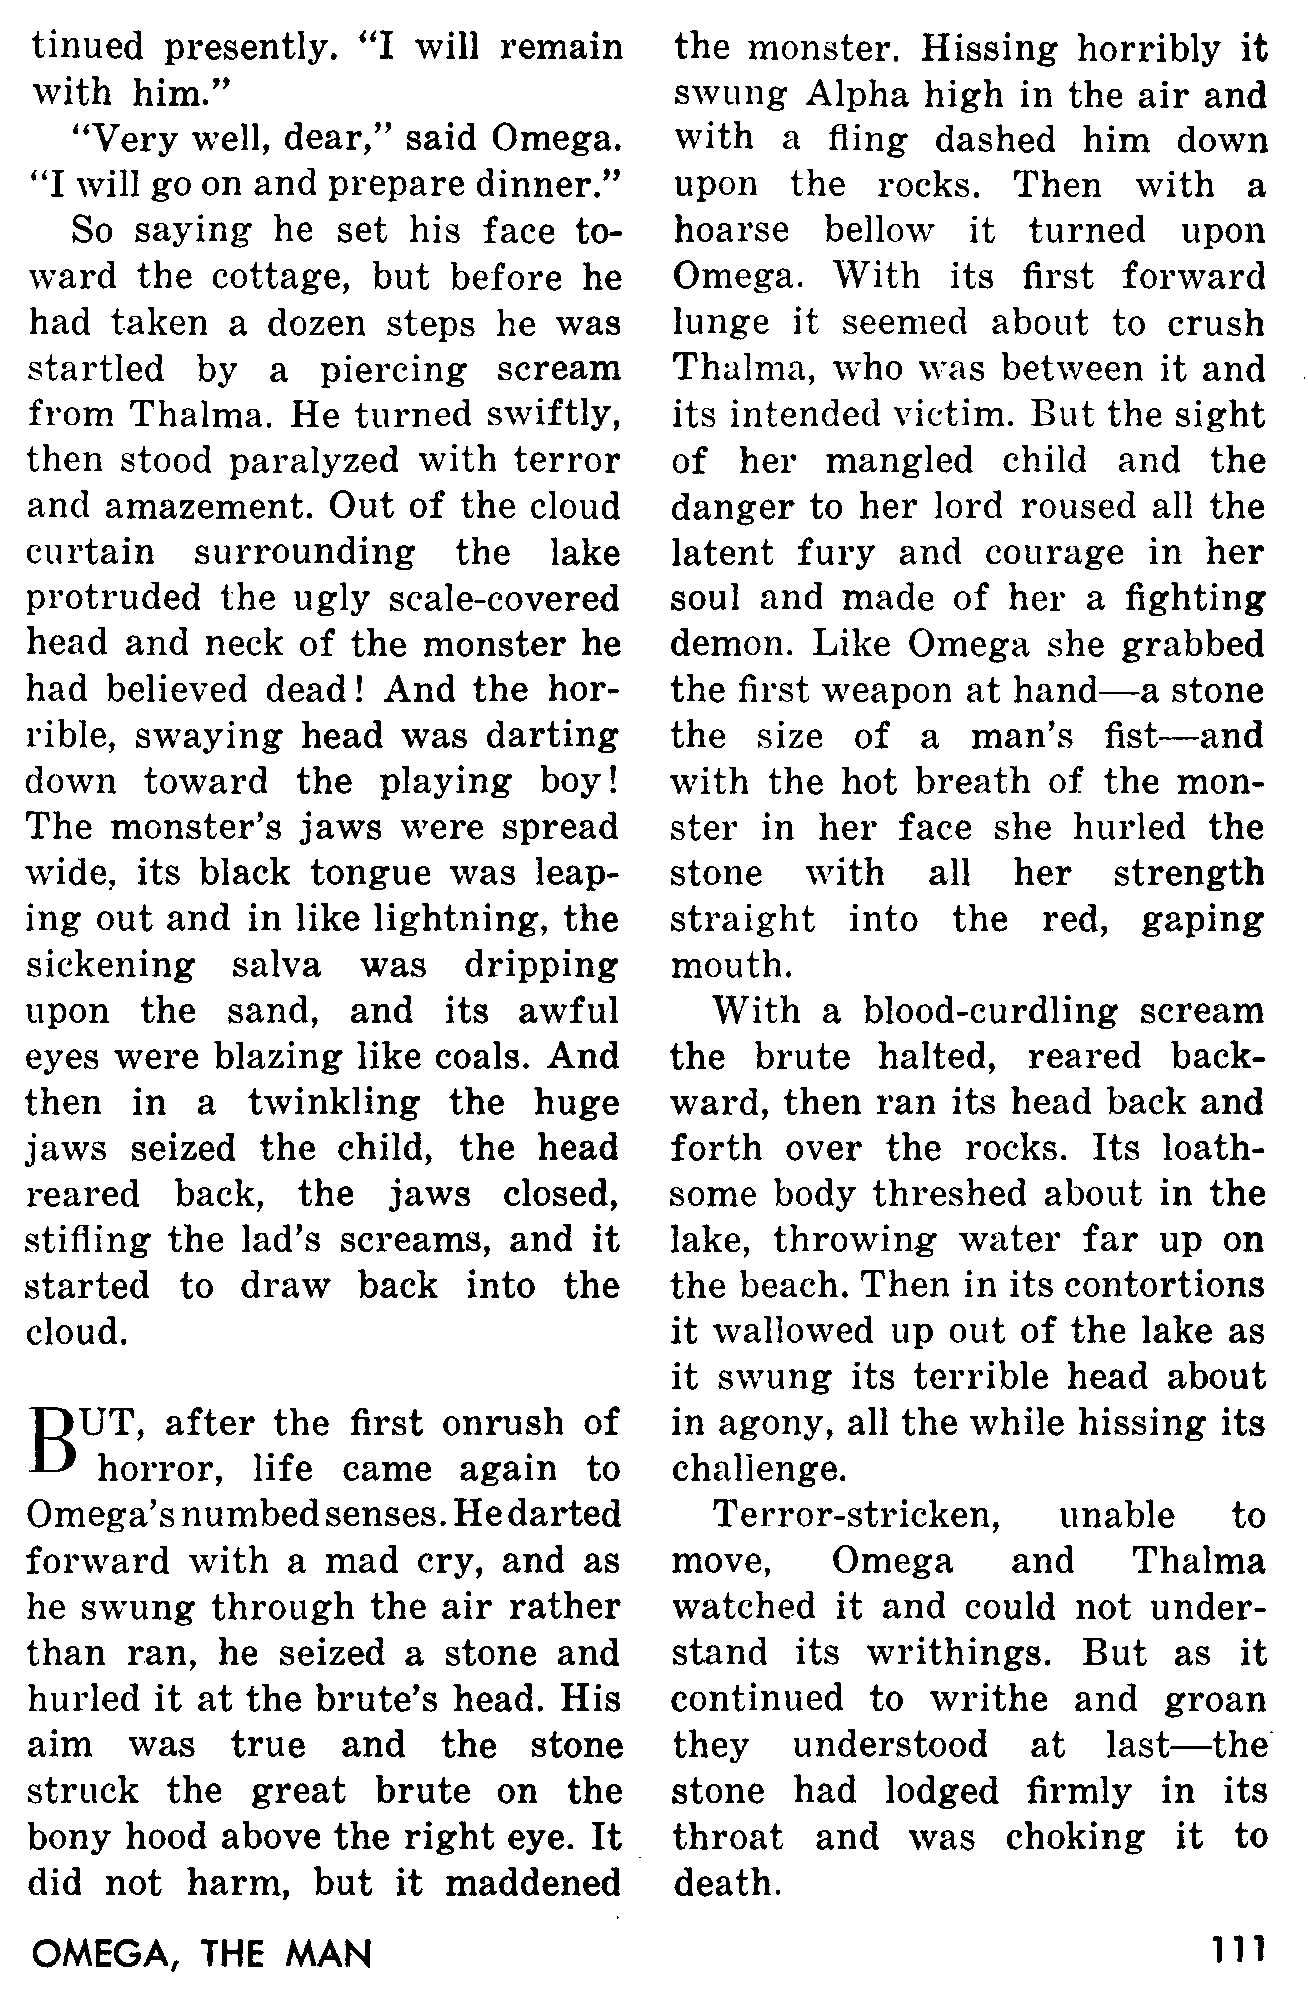 tinued presently. “I will remain
with him.”
“Very well, dear,” said Omega.
“I will go on and prepare dinner.”
So saying he set his face to-
ward the cottage, but before he
had taken a dozen steps he was
startled by a piercing scream
from Thalma. He turned swiftly,
then stood paralyzed with terror
and amazement. Out of the cloud
curtain surrounding the lake
protruded the ugly scale-covered
head and neck of the monster he
had believed dead! And the hor-
rible, swaying head was darting
down toward the playing boy!
The monster’s jaws were spread
wide, its black tongue was leap-
ing out and in like lightning, the
sickening salva was dripping
upon the sand, and its awful
eyes were blazing like coals. And
then in a twinkling the huge
jaws seized the child, the head
reared back, the jaws closed,
stifling the lad’s screams, and it
started to draw back into the
cloud.
BUT, after the first onrush of
horror, life came again to
Omega’s numbed senses. He darted
forward with a mad cry, and as
he swung through the air rather
than ran, he seized a stone and
hurled it at the brute’s head. His
aim was true and the stone
struck the great brute on the
bony hood above the right eye. It
did not harm, but it maddened
the monster. Hissing horribly it
swung Alpha high in the air and
with a fling dashed him down
upon the rocks. Then with a
hoarse bellow it turned upon
Omega. With its first forward
lunge it seemed about to crush
Thalma, who was between it and
its intended victim. But the sight
of her mangled child and the
danger to her lord roused all the
latent fury and courage in her
soul and made of her a fighting
demon. Like Omega she grabbed
the first weapon at hand—a stone
the size of a man’s fist—and
with the hot breath of the mon-
ster in her face she hurled the
stone with all her strength
straight into the red, gaping
mouth.
With a blood-curdling scream
the brute halted, reared back-
ward, then ran its head back and
forth over the rocks. Its loath-
some body threshed about in the
lake, throwing water far up on
the beach. Then in its contortions
it wallowed up out of the lake as
it swung its terrible head about
in agony, all the while hissing its
challenge.
Terror-stricken, unable to
move, Omega and Thalma
watched it and could not under-
stand its writhings. But as it
continued to writhe and groan
they understood at last—the
stone had lodged firmly in its
throat and was choking it to
death.
OMEGA, THE MAN
111